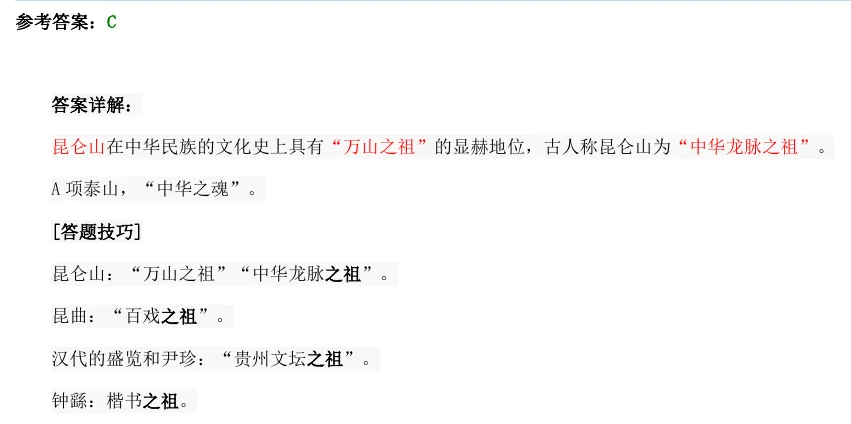 参考答案：C
答案详解：
昆仑山在中华民族的文化史上具有“万山之祖”的显赫地位，古人称昆仑山为“中华龙脉之祖”。
A 项泰山，“中华之魂”。
[答题技巧]
昆仑山：“万山之祖”“中华龙脉之祖”。
昆曲：“百戏之祖”。
汉代的盛览和尹珍：“贵州文坛之祖”。
钟繇：楷书之祖。